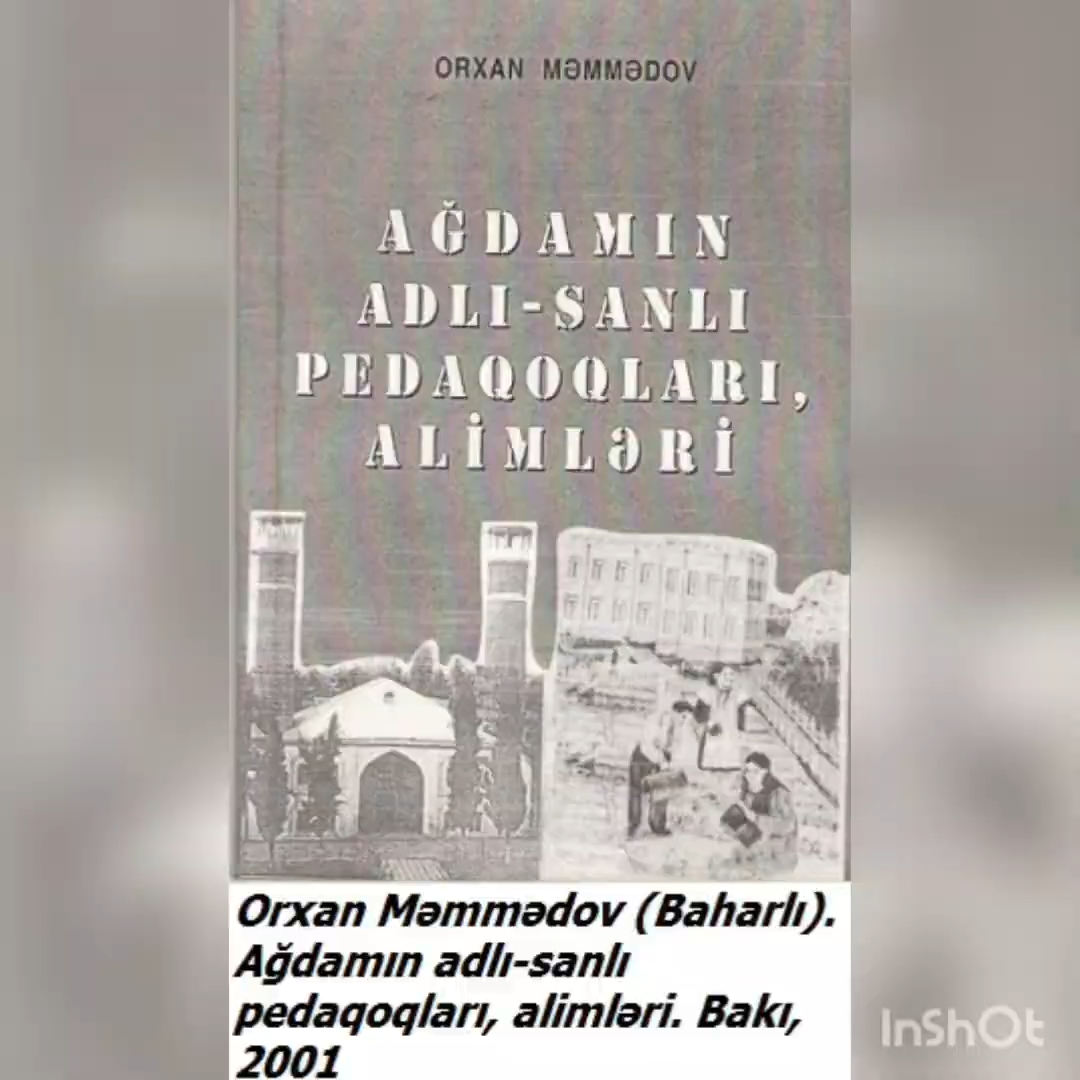 ORXAN MƏMMƏDOV
AĞDAMIN
ADLI-SANLI
PEDAQOQLARI,
ALİMLƏRİ
Orxan Məmmədov (Baharlı).
Ağdamın adlı-sanlı
pedaqoqları, alimləri. Bakı,
2001
InShOt